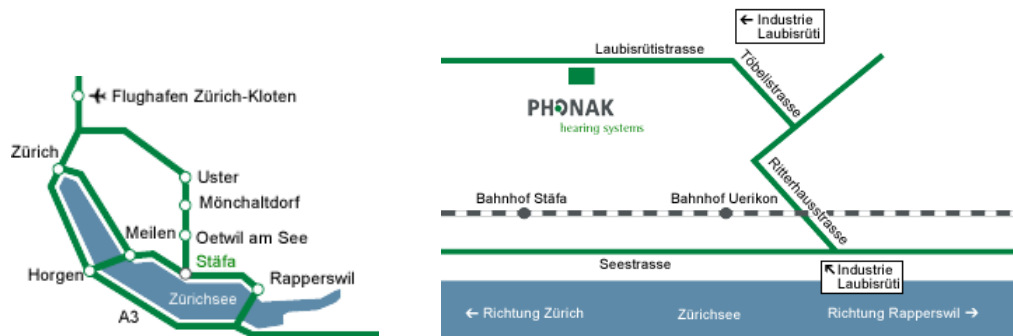 Flughafen Zürich-Kloten
Zürich
Uster
Mönchaltdorf
Meilen
Oetwil am See
Stäfa
Horgen
Rapperswil
Zürichsee
A3
← Industrie
Laubisrüti
Laubisrütistrasse
Töbelistrasse
PHONAK
hearing systems
Ritterhausstrasse
Bahnhof Stäfa
Bahnhof Uerikon
Seestrasse
↖ Industrie
Laubisrüti
← Richtung Zürich
Zürichsee
Richtung Rapperswil →